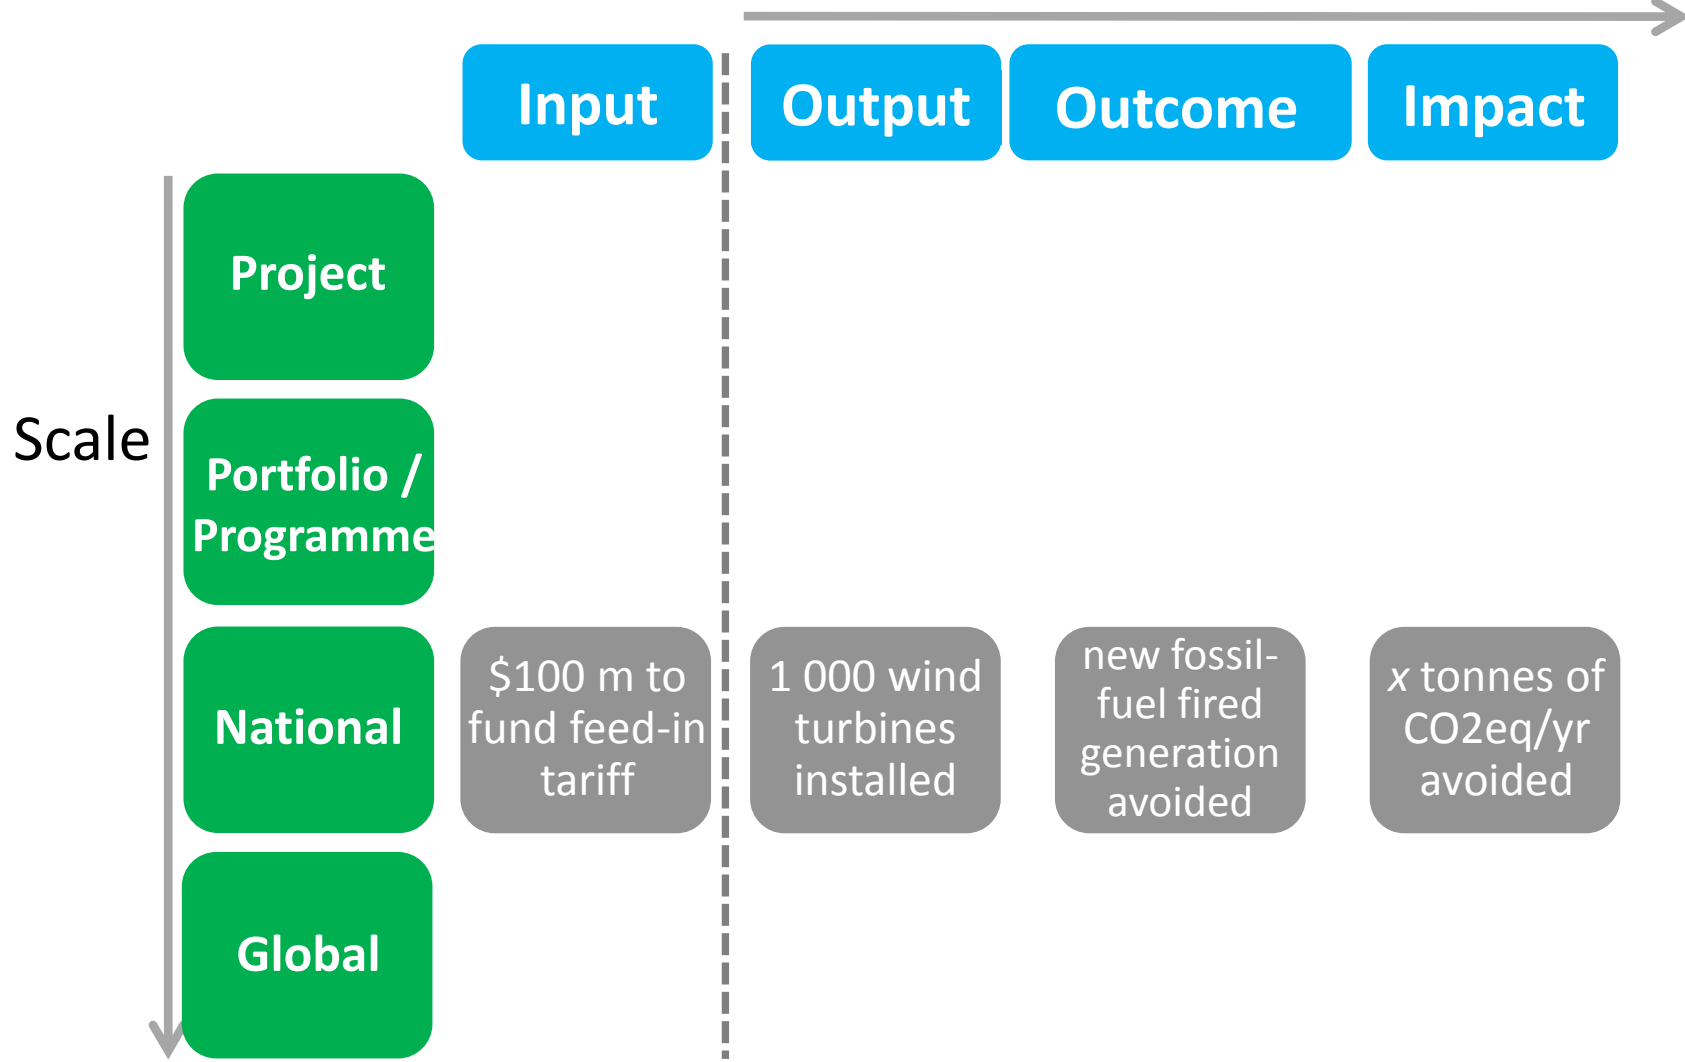 Input
Output
Outcome
Impact
Project
Scale
Portfolio /
Programme
National
$100 m to
fund feed-in
tariff
1 000 wind
turbines
installed
new fossil-
fuel fired
generation
avoided
x tonnes of
CO2eq/yr
avoided
Global